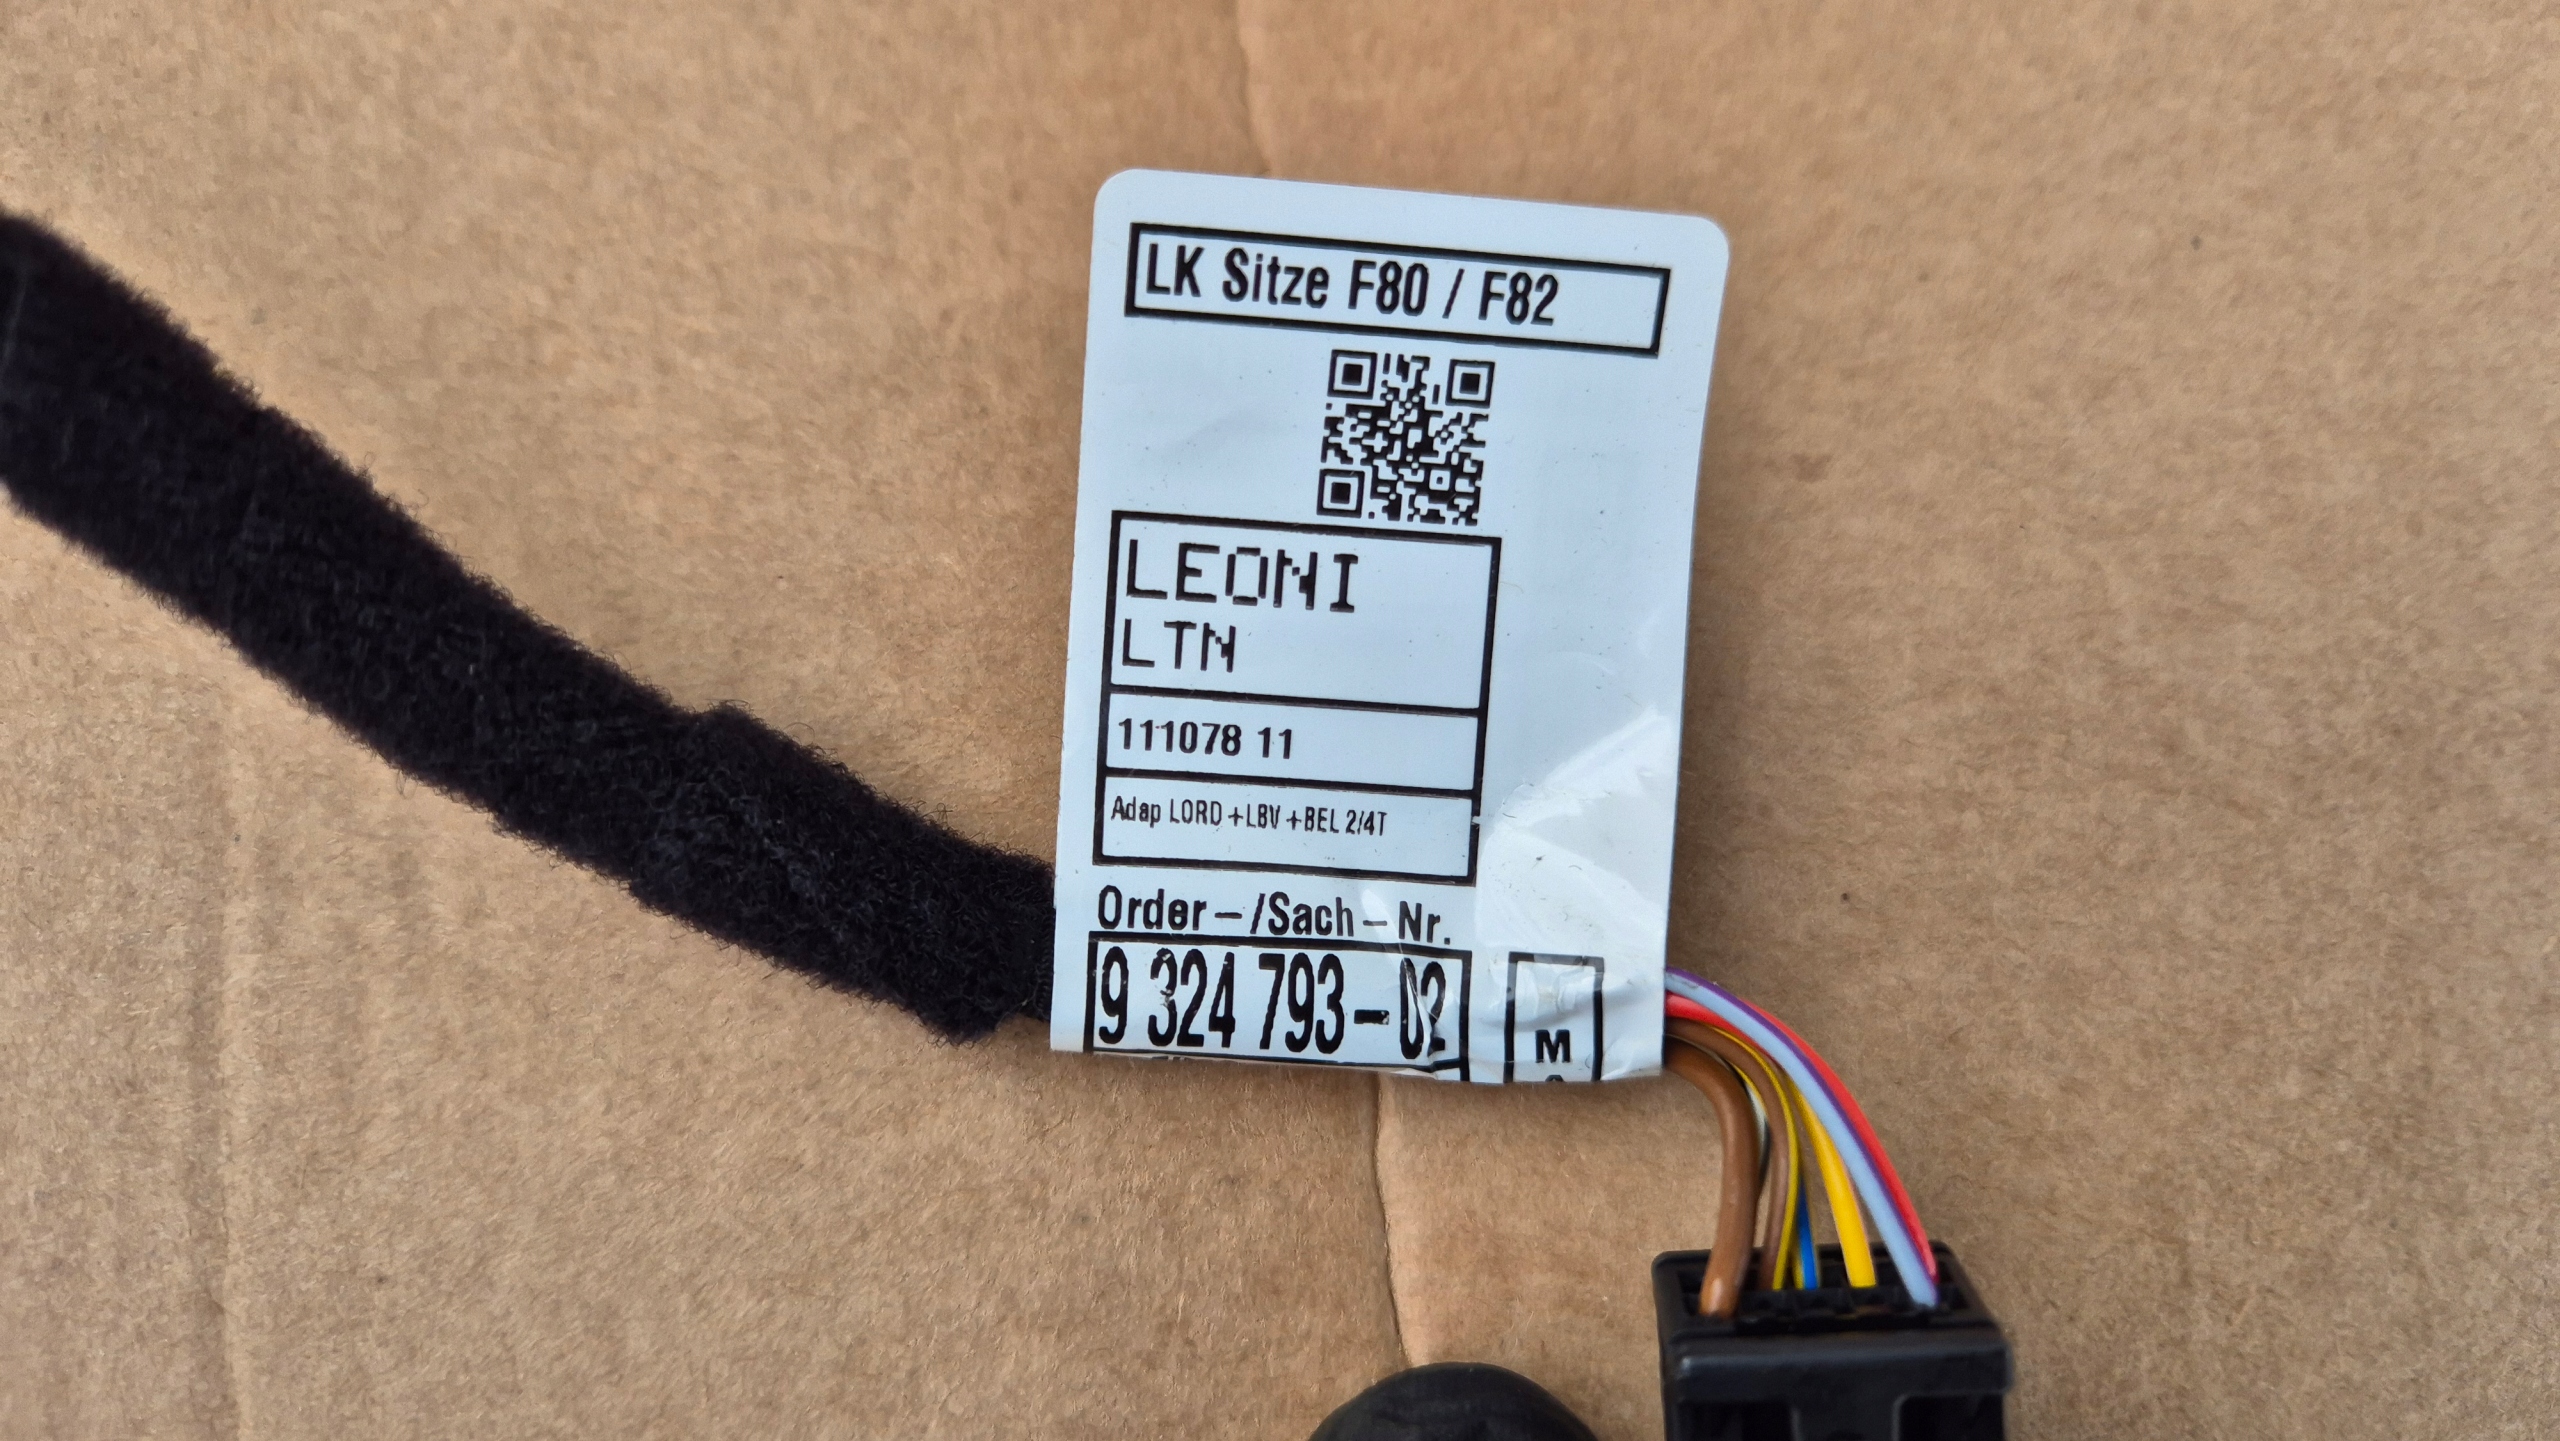 LK Sitze F80 / F82
LEONI
LTN
111078 11
Adap LORD +LBV +BEL 2/4T
Order-/Sach-Nr.
9 324 793-02
M